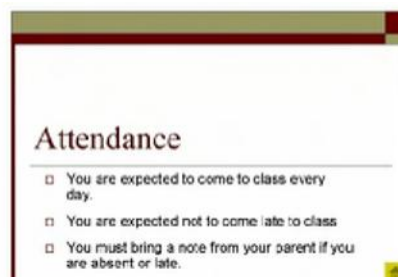 Attendance
You are expected to come to class every
day.
You are expected not to come late to class
You must bring a note from your parent if you
are absent or late.